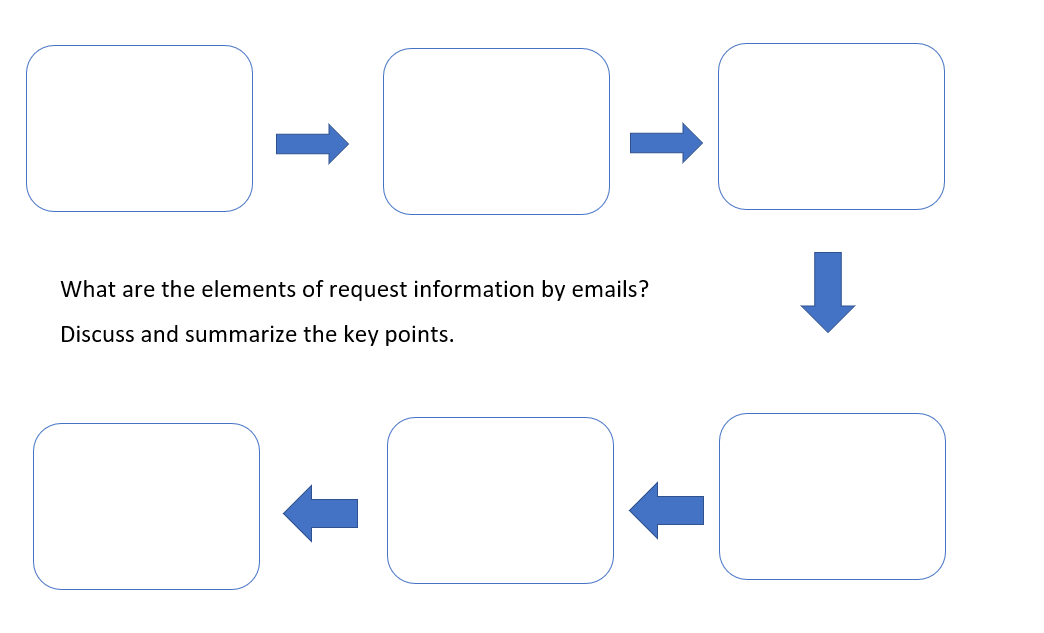 What are the elements of request information by emails?
Discuss and summarize the key points.